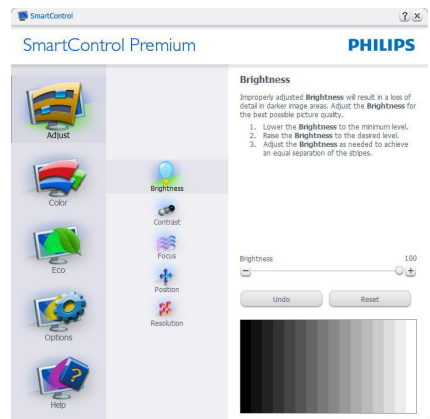 SmartControl
? x
SmartControl Premium
PHILIPS
Adjust
Color
Eco
Options
Help
Brightness
Contrast
Focus
Position
Resolution
Brightness
Improperly adjusted Brightness will result in a loss of
detail in darker image areas. Adjust the Brightness for
the best possible picture quality.
1. Lower the Brightness to the minimum level.
2. Raise the Brightness to the desired level.
3. Adjust the Brightness as needed to achieve
an equal separation of the stripes.
Brightness 100
Undo Reset